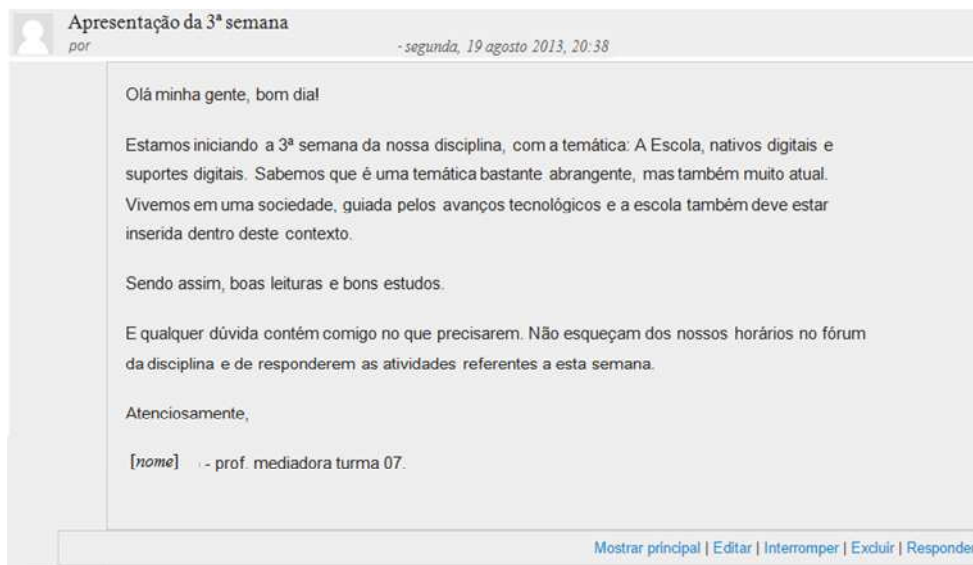 Apresentação da 3ª semana
por - segunda, 19 agosto 2013, 20:38
Olá minha gente, bom dia!
Estamos iniciando a 3ª semana da nossa disciplina, com a temática: A Escola, nativos digitais e
suportes digitais. Sabemos que é uma temática bastante abrangente, mas também muito atual.
Vivemos em uma sociedade, guiada pelos avanços tecnológicos e a escola também deve estar
inserida dentro deste contexto.
Sendo assim, boas leituras e bons estudos.
E qualquer dúvida contém comigo no que precisarem. Não esqueçam dos nossos horários no fórum
da disciplina e de responderem as atividades referentes a esta semana.
Atenciosamente,
[nome] - prof. mediadora turma 07.
Mostrar principal | Editar | Interromper | Excluir | Responder